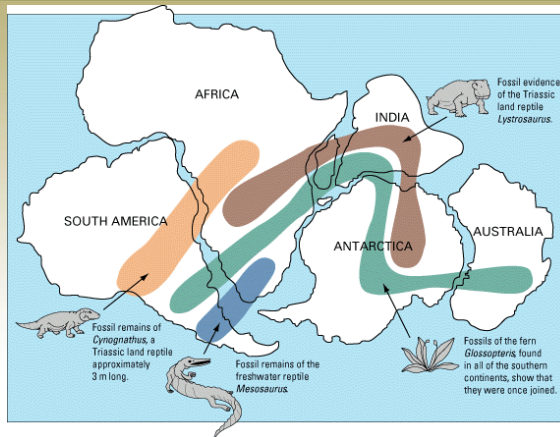 AFRICA
INDIA
SOUTH AMERICA
ANTARCTICA
AUSTRALIA
Fossil evidence
of the Triassic
land reptile
Lystrosaurus.
Fossil remains of
Cynognathus, a
Triassic land reptile
approximately
3 m long.
Fossil remains of the
freshwater reptile
Mesosaurus.
Fossils of the fern
Glossopteris, found
in all of the southern
continents, show that
they were once joined.